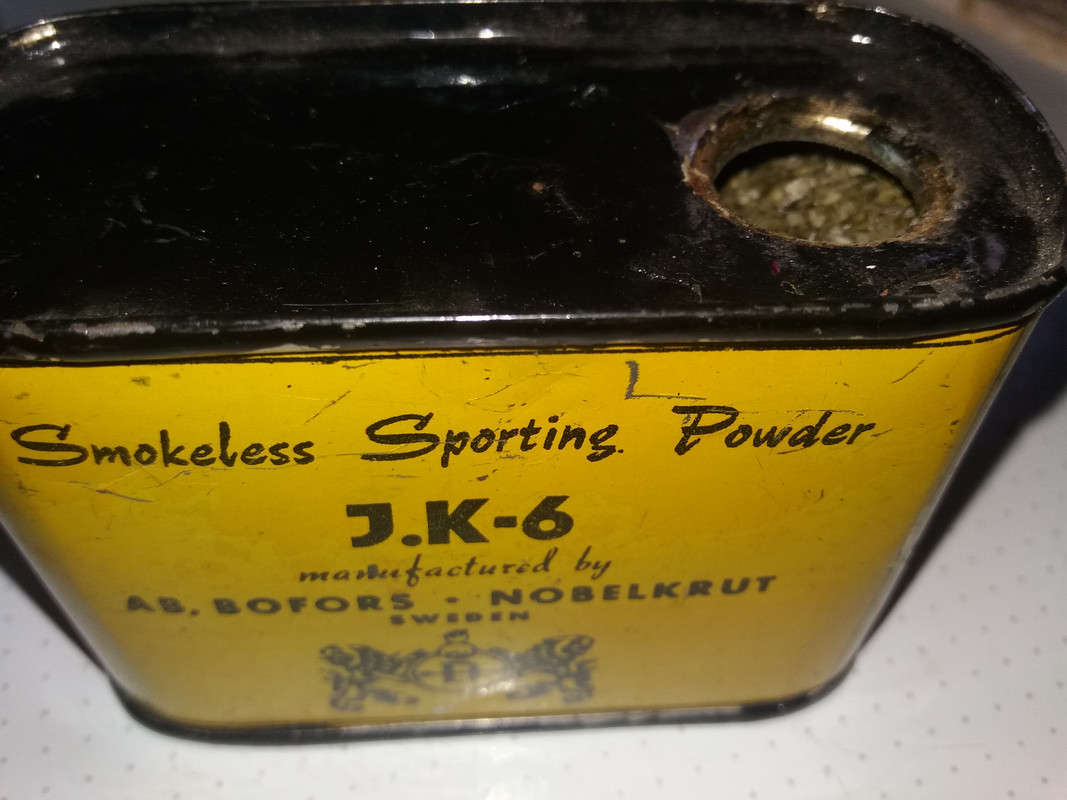 Smokeless Sporting Powder
J.K-6
manufactured by
AB. BOFORS · NOBELKRUT
SWEDEN